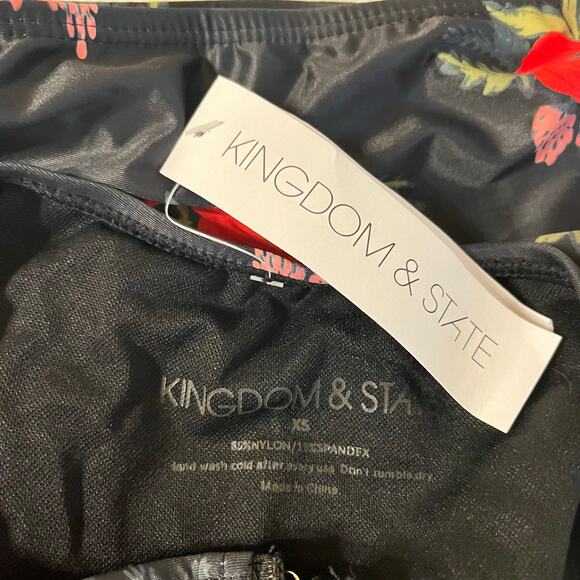 KINGDOM & STATE
KINGDOM & STA
XS
85%NYLON/15%SPANDEX
Hand wash cold after every use. Don't tumble dry.
Made in China.